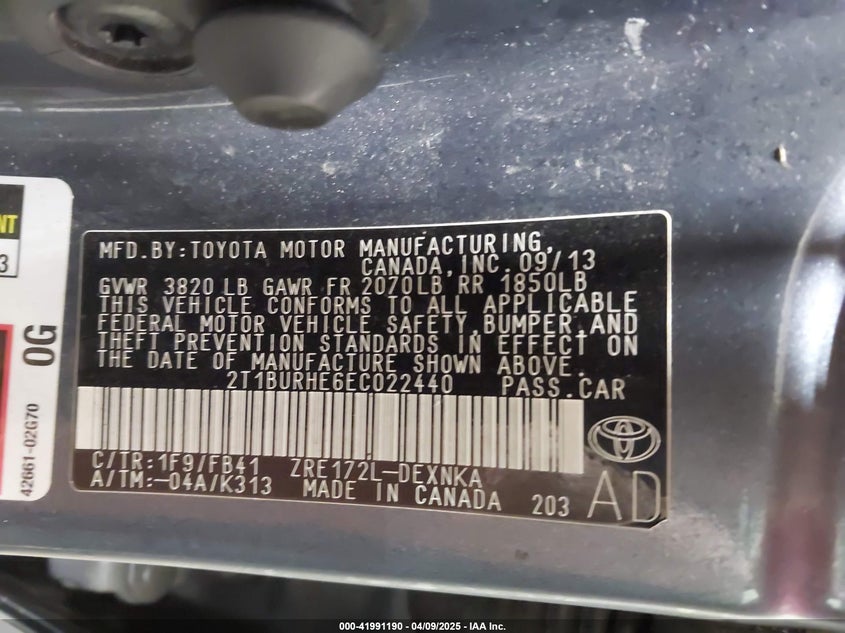 NT
3
0G
42661-02G70
MFD.BY:TOYOTA MOTOR MANUFACTURING,
CANADA,INC. 09/13
GVWR 3820 LB GAWR FR 2070LB RR 1850LB
THIS VEHICLE CONFORMS TO ALL APPLICABLE
FEDERAL MOTOR VEHICLE SAFETY,BUMPER,AND
THEFT PREVENTION STANDARDS IN EFFECT ON
THE DATE OF MANUFACTURE SHOWN ABOVE.
2T1BURHE6EC022440 PASS.CAR
C/TR:1F9/FB41 ZRE172L-DEXNKA
A/TM:-04A/K313 MADE IN CANADA 203
AD
000-41991190 - 04/09/2025 - IAA Inc.